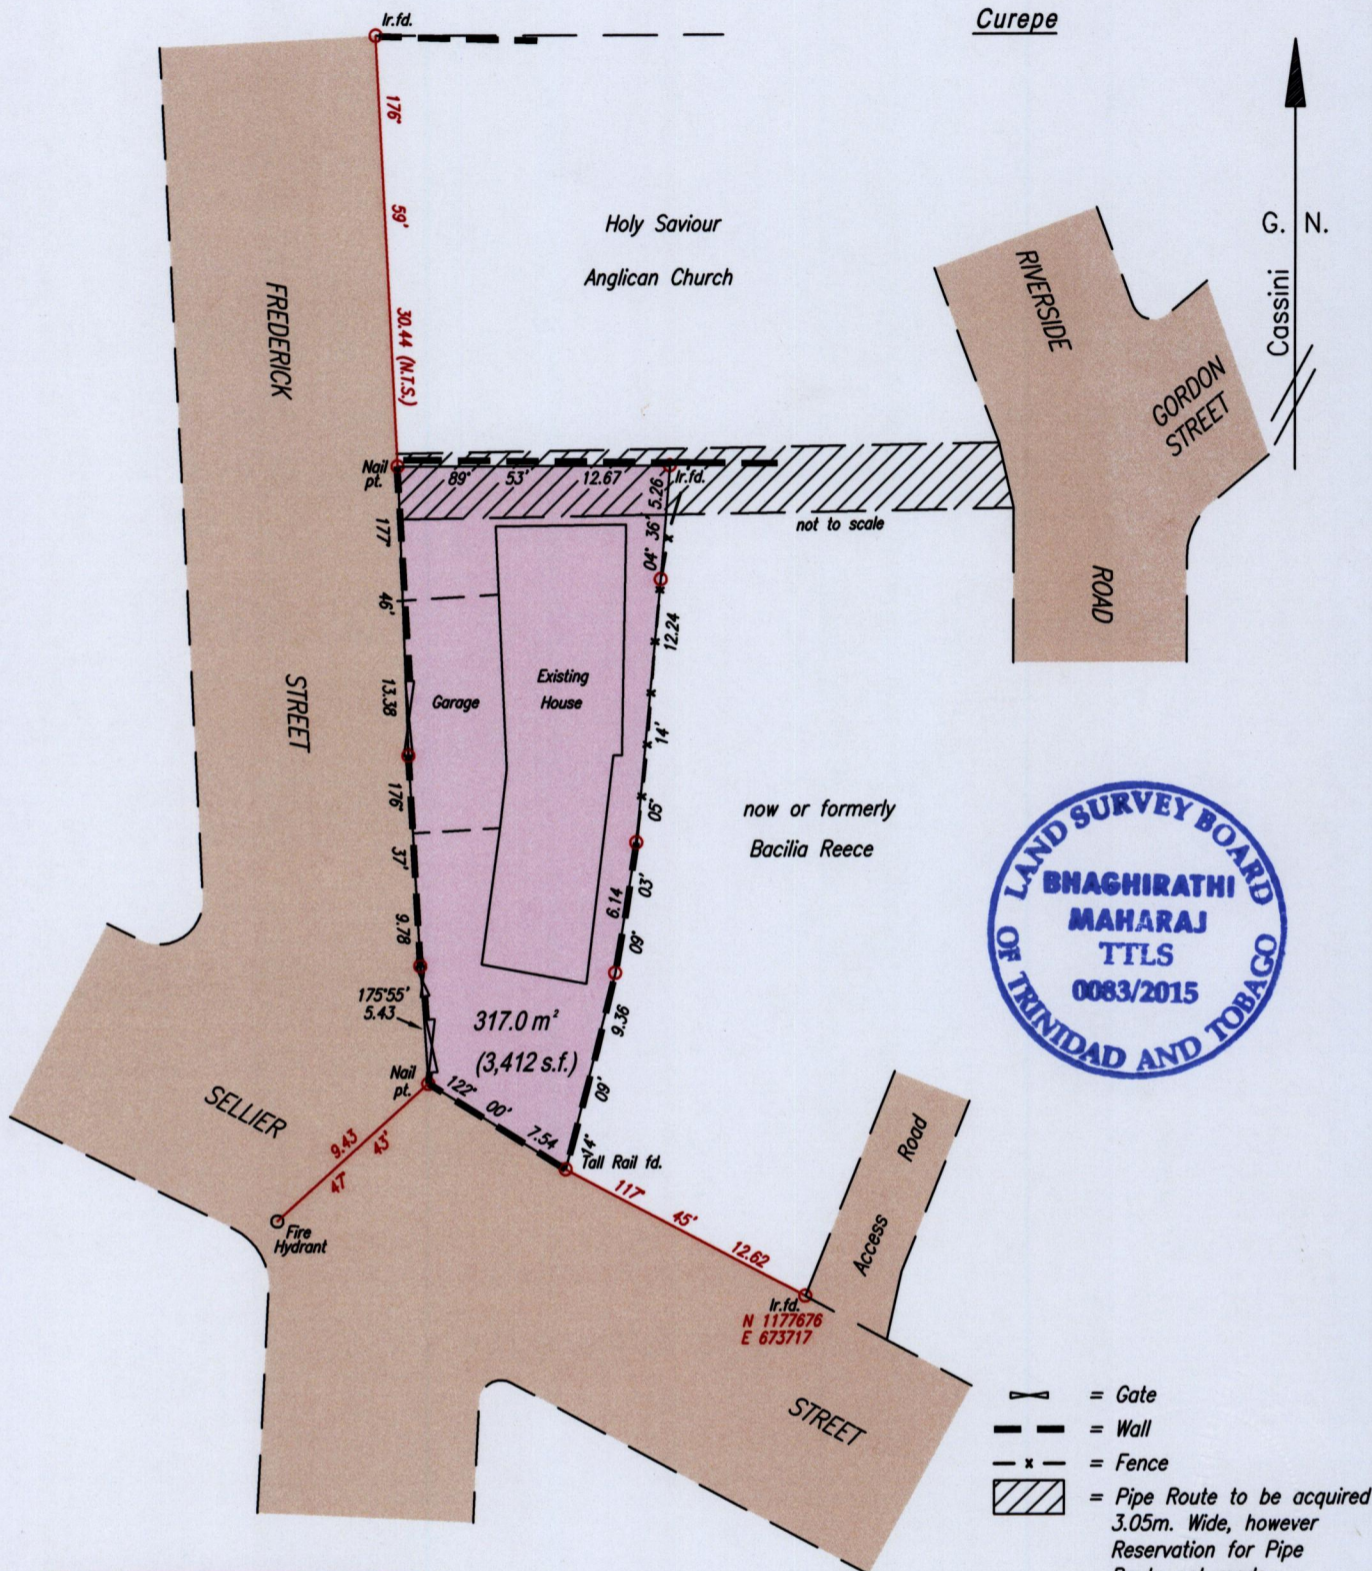 Ir.fd.
Curepe
176°
59'
30.44 (N.T.S.)
Holy Saviour
Anglican Church
G. N.
Cassini
FREDERICK
STREET
RIVERSIDE
ROAD
GORDON
STREET
Nail
pt.
89° 53' 12.67
Ir.fd.
04° 36' 5.26
not to scale
177°
46'
13.38
12.24
14'
05°
Garage
Existing
House
176°
37'
9.78
now or formerly
Bacilia Reece
6.14
03'
09°
LAND SURVEY BOARD
BHAGHIRATHI
MAHARAJ
TTLS
0083/2015
OF TRINIDAD AND TOBAGO
175°55'
5.43
317.0 m²
(3,412 s.f.)
9.36
09'
14°
Nail
pt.
122°
00'
7.54
Tall Rail fd.
SELLIER
9.43
47° 43'
Fire
Hydrant
117°
45'
12.62
Access Road
Ir.fd.
N 1177676
E 673717
STREET
= Gate
= Wall
= Fence
= Pipe Route to be acquired
3.05m. Wide, however
Reservation for Pipe